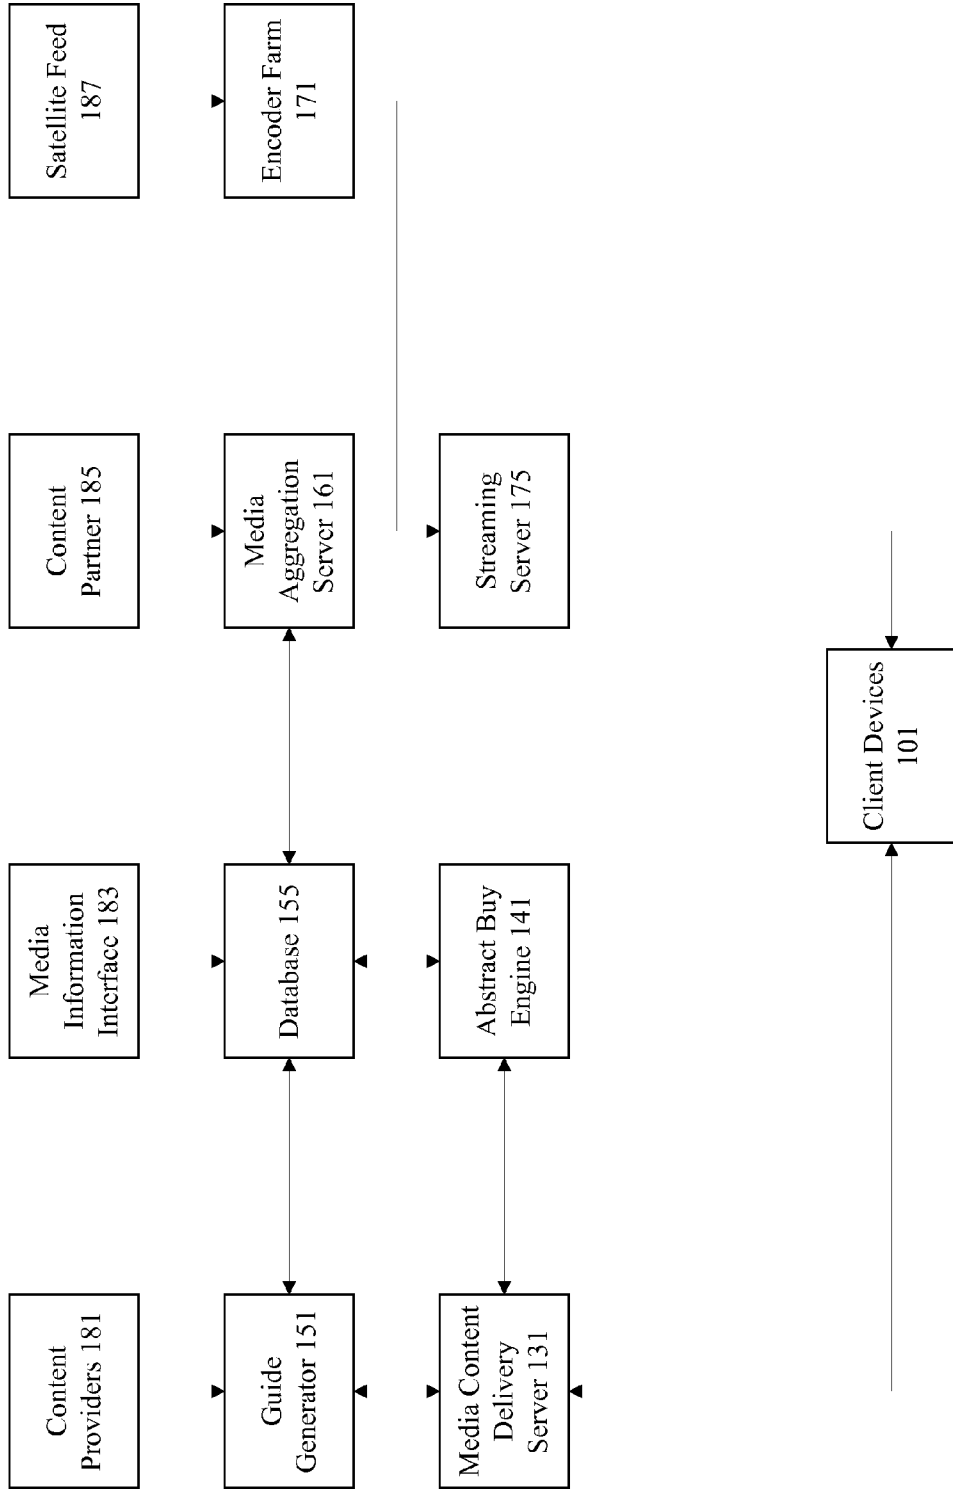 Content
Providers 181
Media
Information
Interface 183
Content
Partner 185
Satellite Feed
187
Guide
Generator 151
Database 155
Media
Aggregation
Server 161
Encoder Farm
171
Media Content
Delivery
Server 131
Abstract Buy
Engine 141
Streaming
Server 175
Client Devices
101